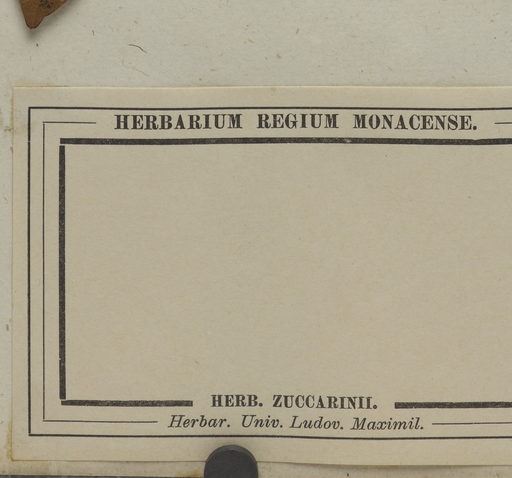 HERBARIUM REGIUM MONACENSE.
HERB. ZUCCARINII.
Herbar. Univ. Ludov. Maximil.